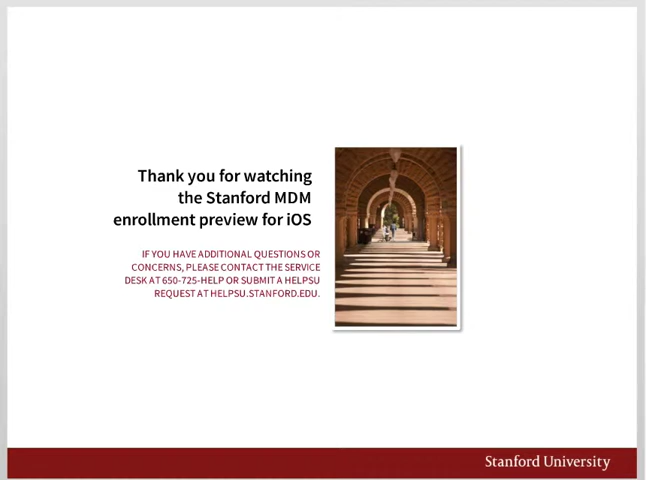 Thank you for watching
the Stanford MDM
enrollment preview for iOS
IF YOU HAVE ADDITIONAL QUESTIONS OR
CONCERNS, PLEASE CONTACT THE SERVICE
DESK AT 650-725-HELP OR SUBMIT A HELPSU
REQUEST AT HELPSU.STANFORD.EDU.
Stanford University